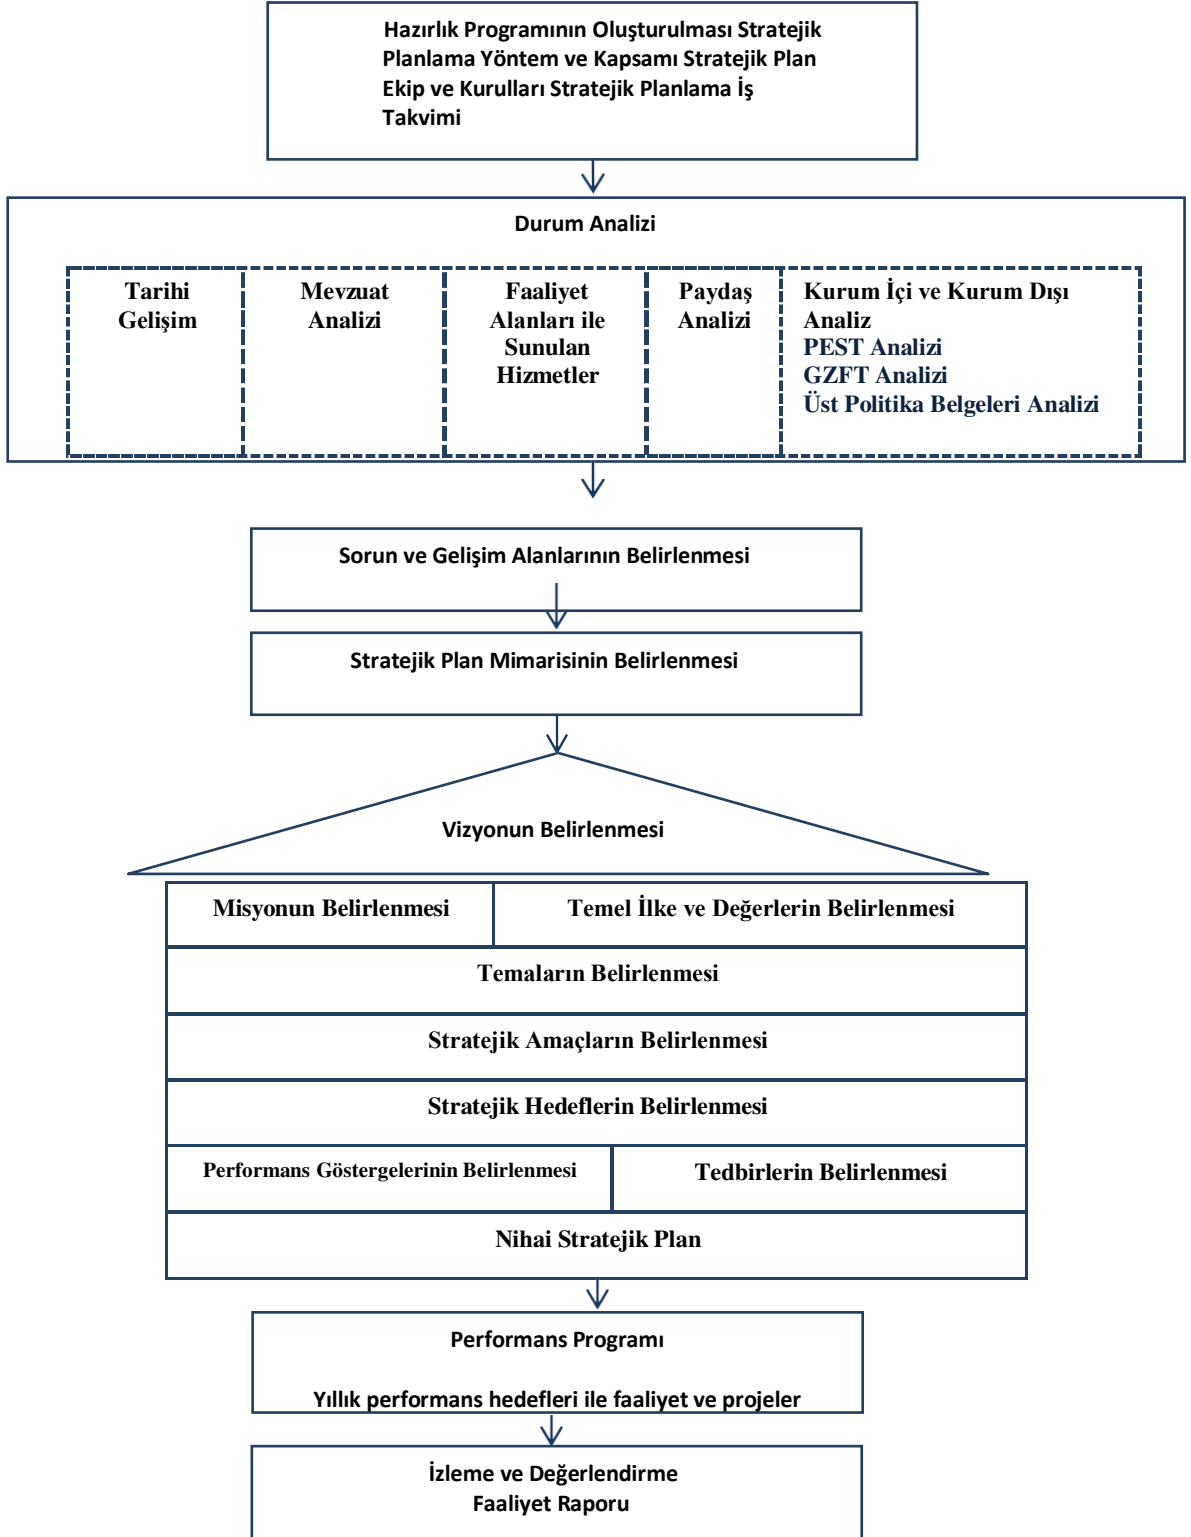 Hazırlık Programının Oluşturulması Stratejik
Planlama Yöntem ve Kapsamı Stratejik Plan
Ekip ve Kurulları Stratejik Planlama İş
Takvimi
Durum Analizi
Tarihi
Gelişim
Mevzuat
Analizi
Faaliyet
Alanları ile
Sunulan
Hizmetler
Paydaş
Analizi
Kurum İçi ve Kurum Dışı
Analiz
PEST Analizi
GZFT Analizi
Üst Politika Belgeleri Analizi
Sorun ve Gelişim Alanlarının Belirlenmesi
Stratejik Plan Mimarisinin Belirlenmesi
Vizyonun Belirlenmesi
Misyonun Belirlenmesi
Temel İlke ve Değerlerin Belirlenmesi
Temaların Belirlenmesi
Stratejik Amaçların Belirlenmesi
Stratejik Hedeflerin Belirlenmesi
Performans Göstergelerinin Belirlenmesi
Tedbirlerin Belirlenmesi
Nihai Stratejik Plan
Performans Programı
Yıllık performans hedefleri ile faaliyet ve projeler
İzleme ve Değerlendirme
Faaliyet Raporu